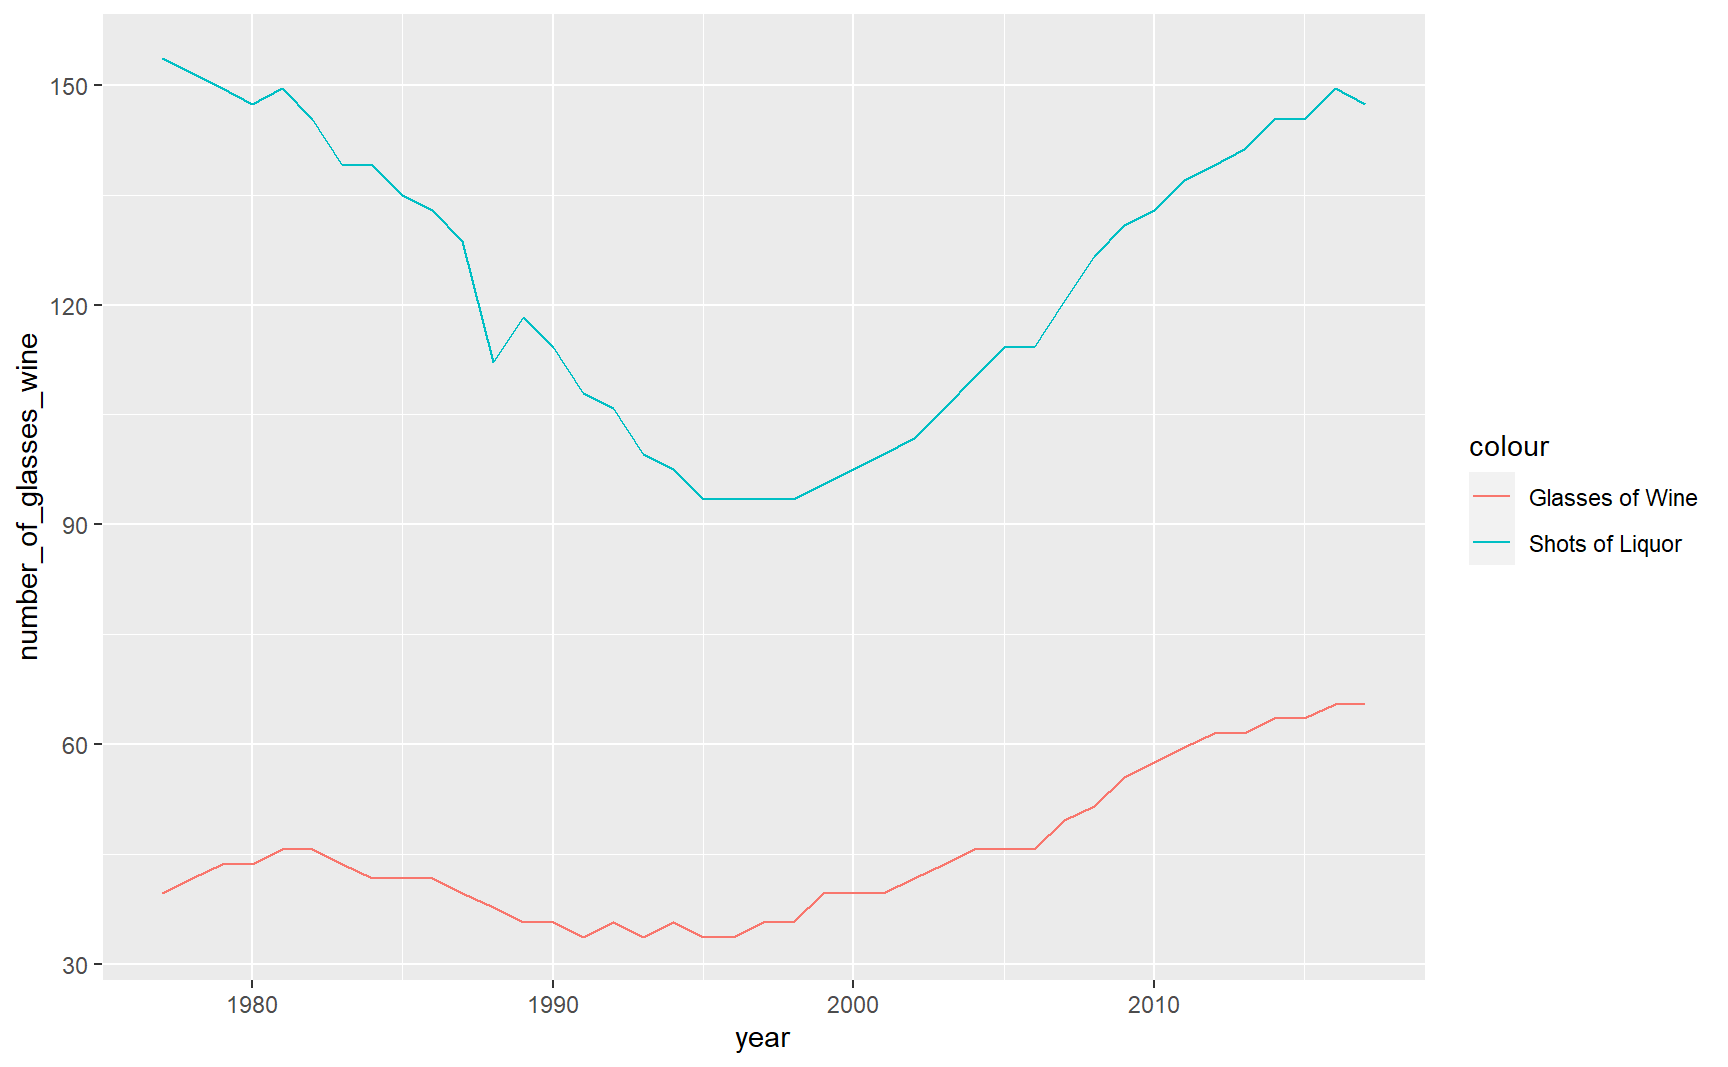 150
120
90
60
30
number_of_glasses_wine
1980
1990
2000
2010
year
colour
Glasses of Wine
Shots of Liquor